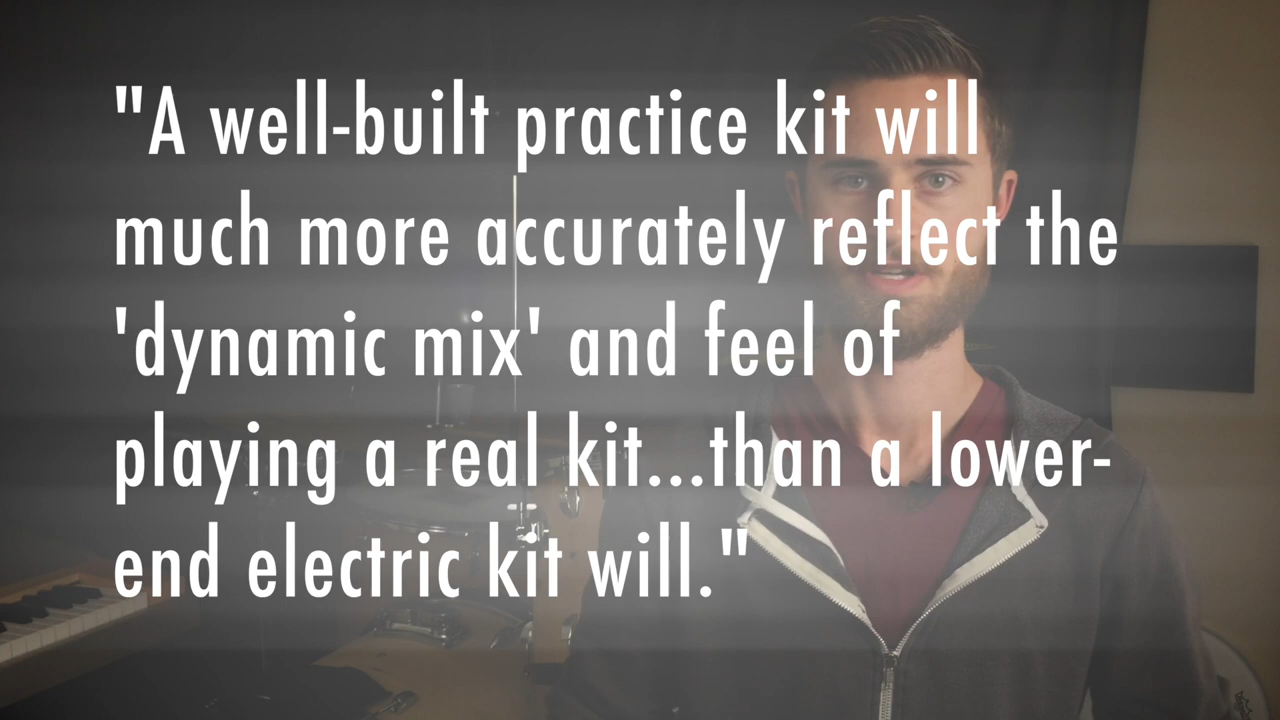 "A well-built practice kit will
much more accurately reflect the
'dynamic mix' and feel of
playing a real kit...than a lower-
end electric kit will."